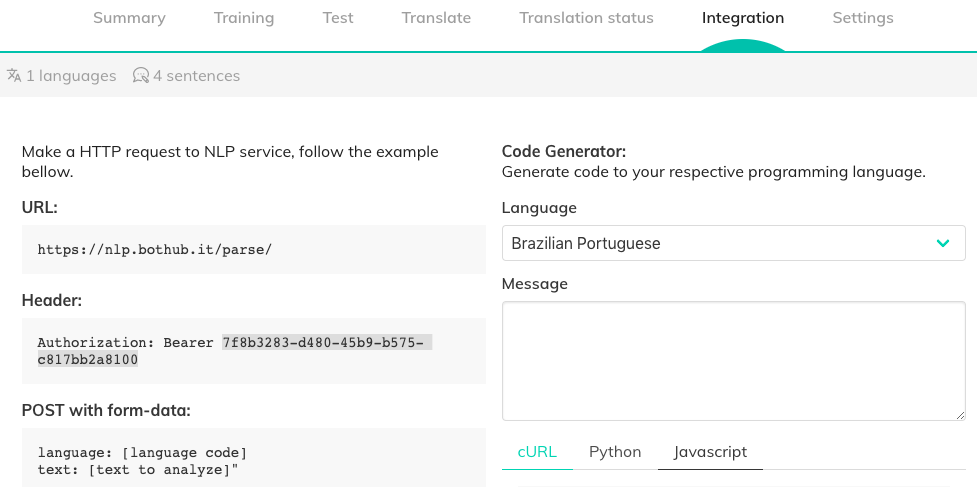 Summary Training Test Translate Translation status Integration Settings
1 languages 4 sentences
Make a HTTP request to NLP service, follow the example
bellow.
URL:
https://nlp.bothub.it/parse/
Header:
Authorization: Bearer 7f8b3283-d480-45b9-b575-
c817bb2a8100
POST with form-data:
language: [language code]
text: [text to analyze]"
Code Generator:
Generate code to your respective programming language.
Language
Brazilian Portuguese
Message
cURL Python Javascript